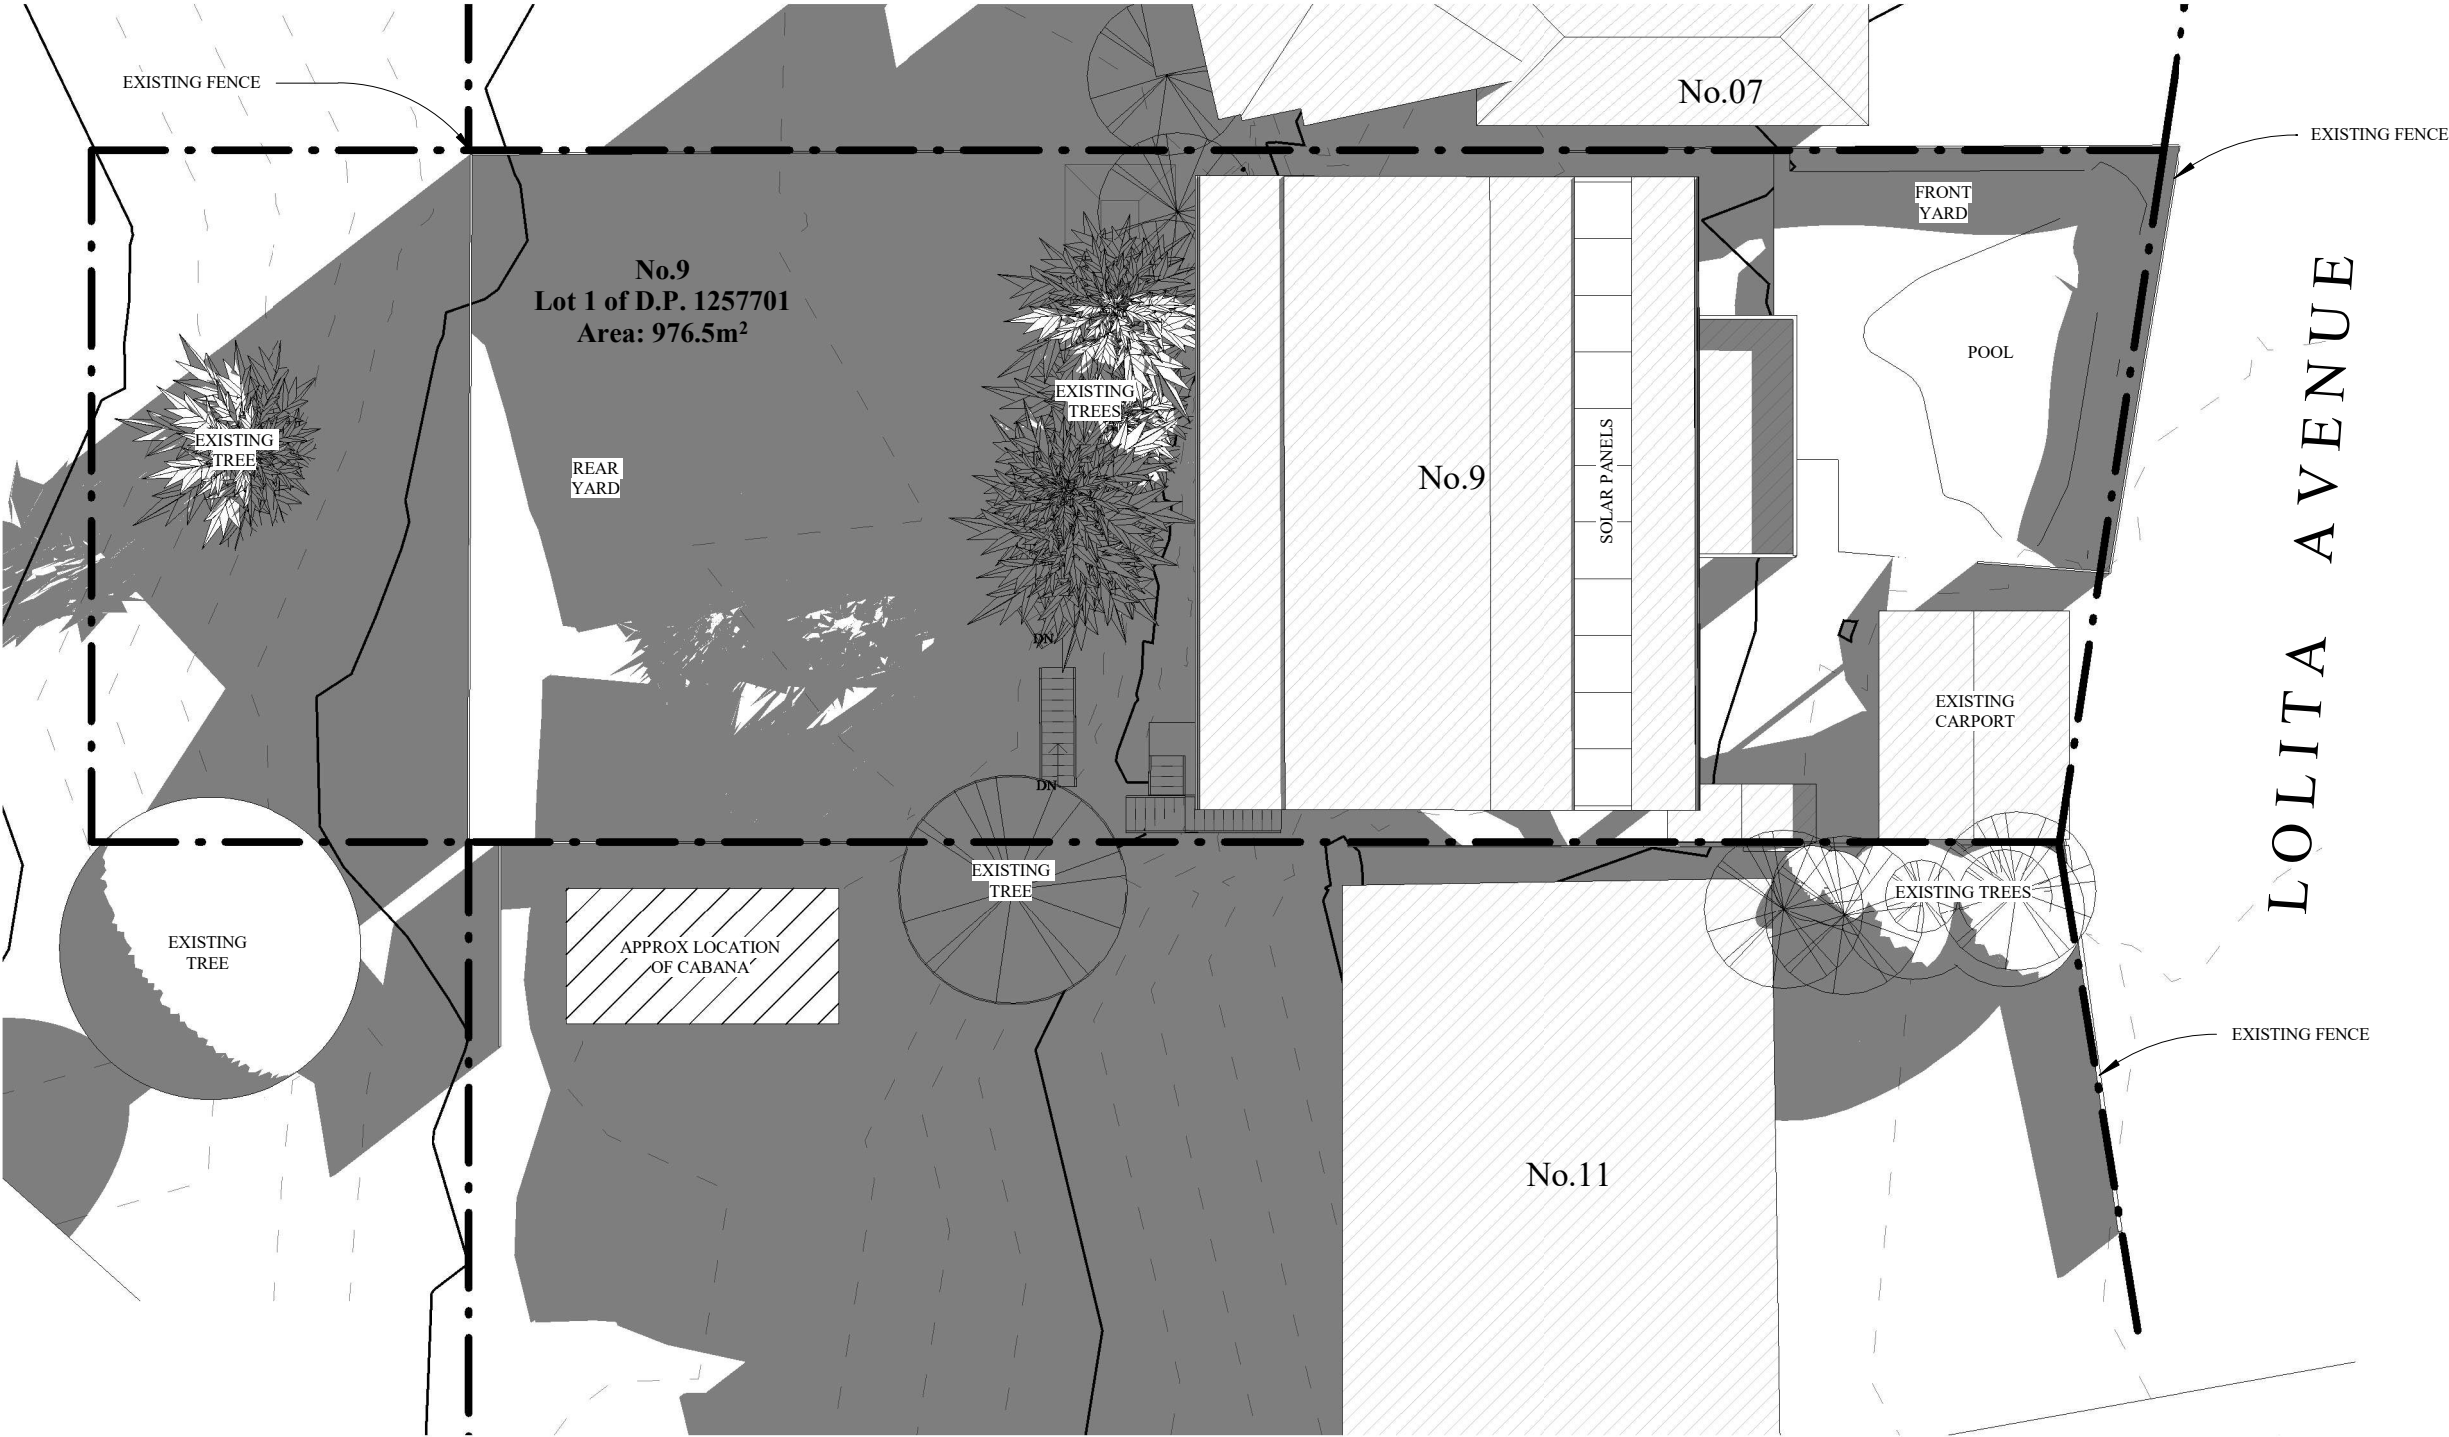 EXISTING FENCE
No.07
EXISTING FENCE
FRONT
YARD
No.9
Lot 1 of D.P. 1257701
Area: 976.5m²
POOL
EXISTING
TREES
EXISTING
TREE
REAR
YARD
No.9
SOLAR PANELS
LOLITA AVENUE
DN
EXISTING
CARPORT
DN
EXISTING
TREE
EXISTING TREES
EXISTING
TREE
APPROX LOCATION
OF CABANA
EXISTING FENCE
No.11